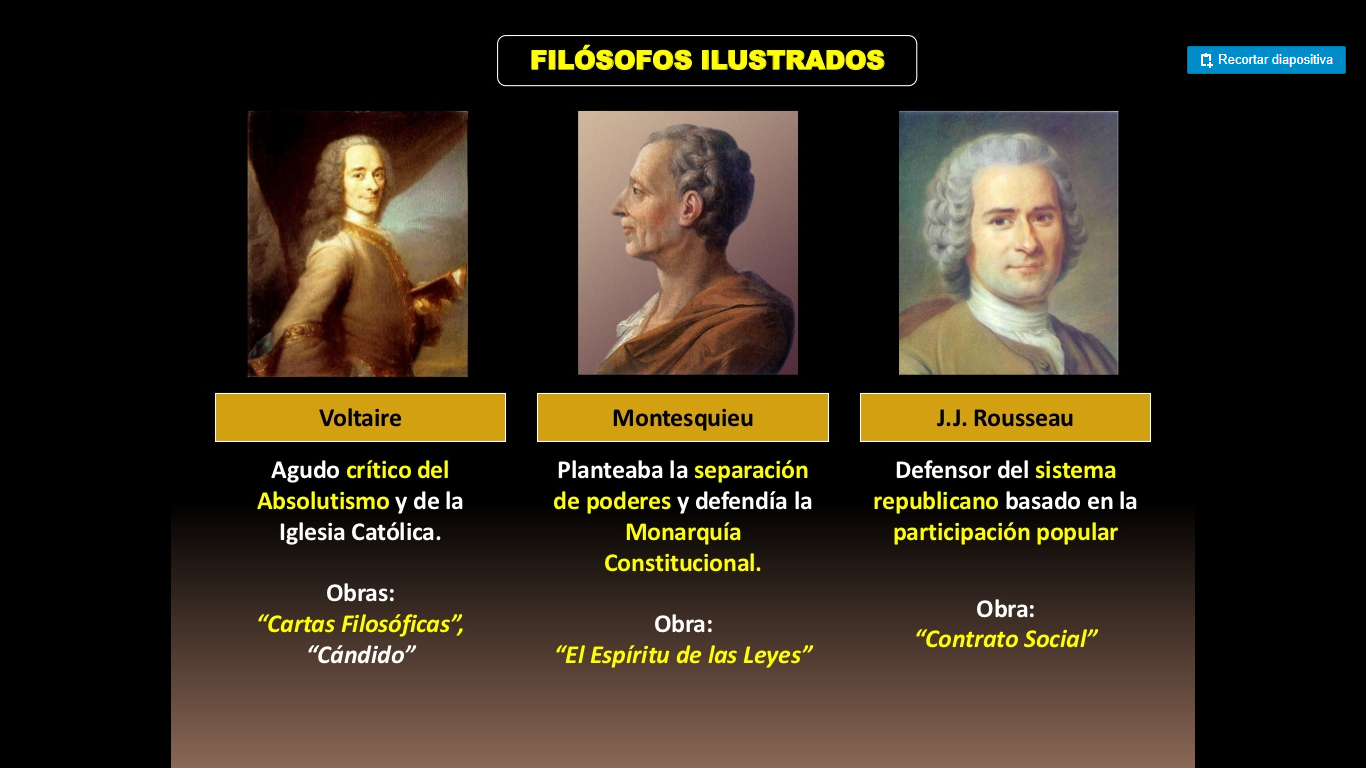 FILÓSOFOS ILUSTRADOS
Recortar diapositiva
Voltaire
Agudo crítico del
Absolutismo y de la
Iglesia Católica.
Obras:
“Cartas Filosóficas”,
“Cándido”
Montesquieu
Planteaba la separación
de poderes y defendía la
Monarquía
Constitucional.
Obra:
“El Espíritu de las Leyes”
J.J. Rousseau
Defensor del sistema
republicano basado en la
participación popular
Obra:
“Contrato Social”